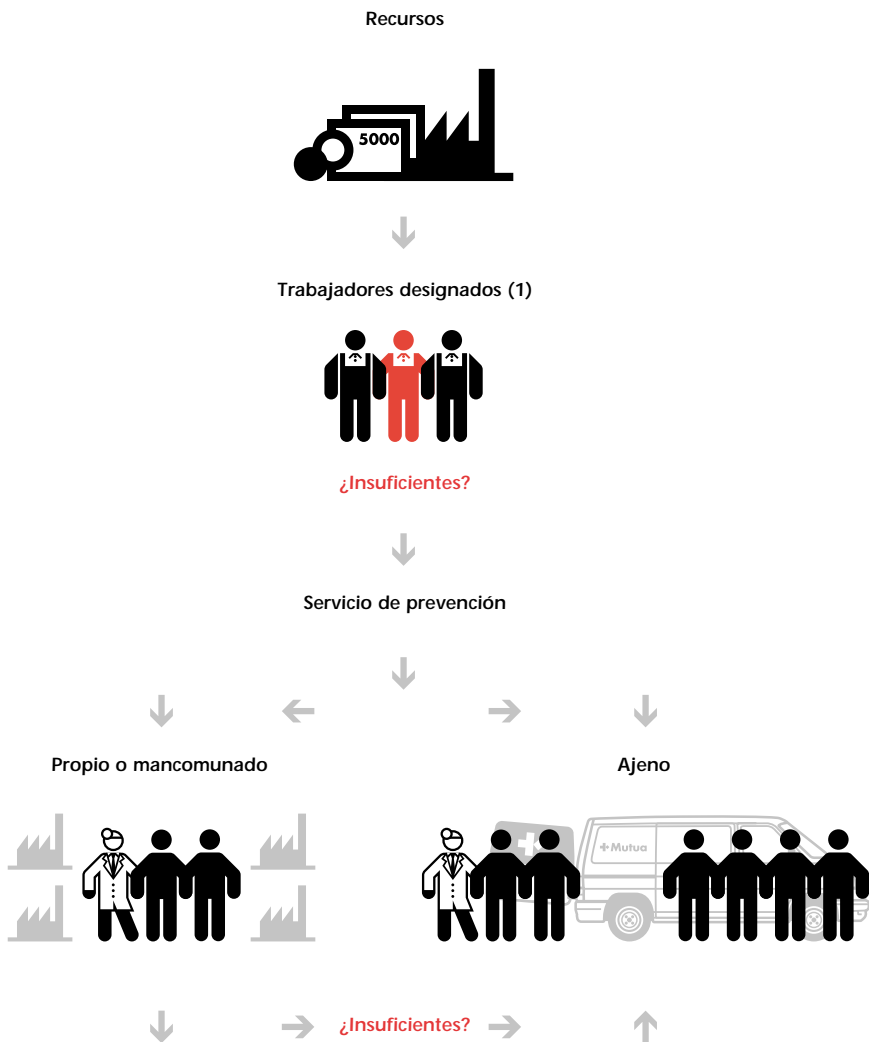 Recursos
5000
Trabajadores designados (1)
¿Insuficientes?
Servicio de prevención
Propio o mancomunado
Ajeno
+Mutua
¿Insuficientes?